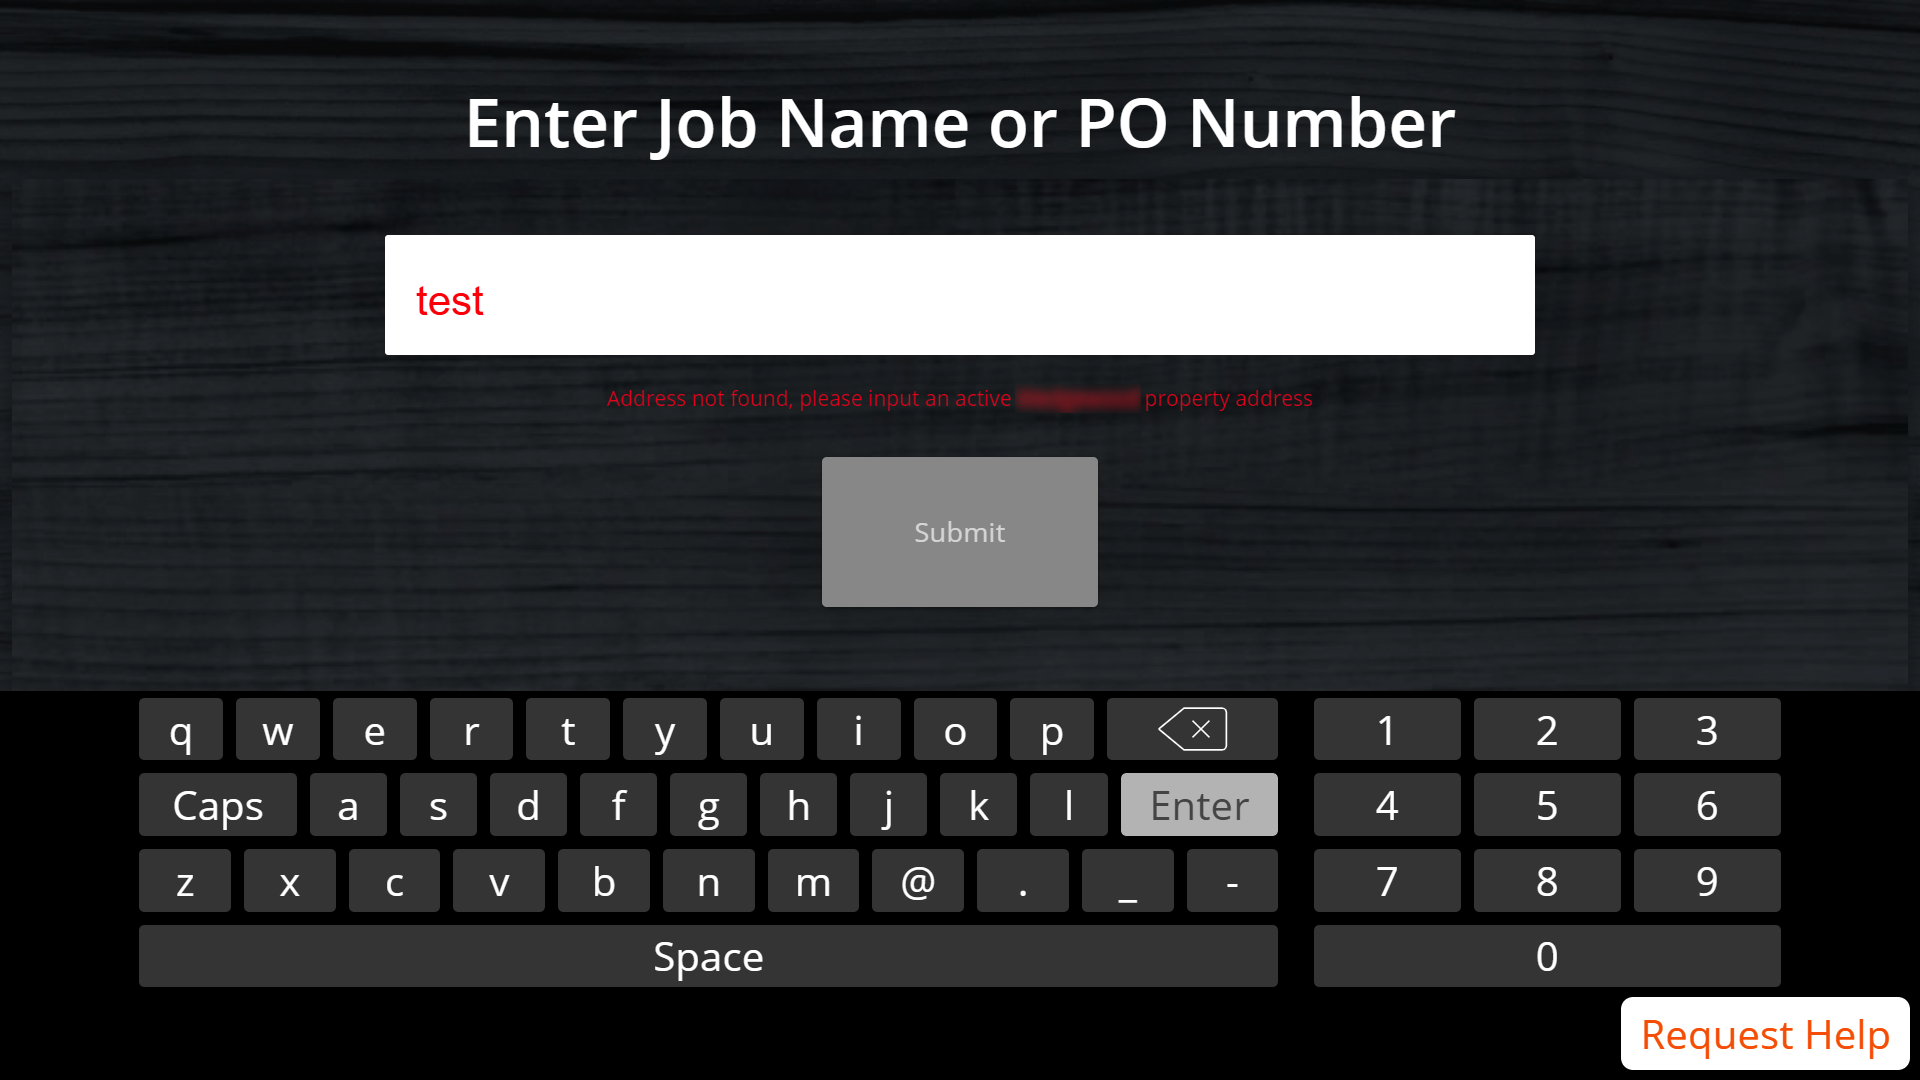 Enter Job Name or PO Number
test
Address not found, please input an active property address
Submit
q w e r t y u i o p 1 2 3
Caps a s d f g h j k l Enter 4 5 6
z x c v b n m @ . _ - 7 8 9
Space 0
Request Help